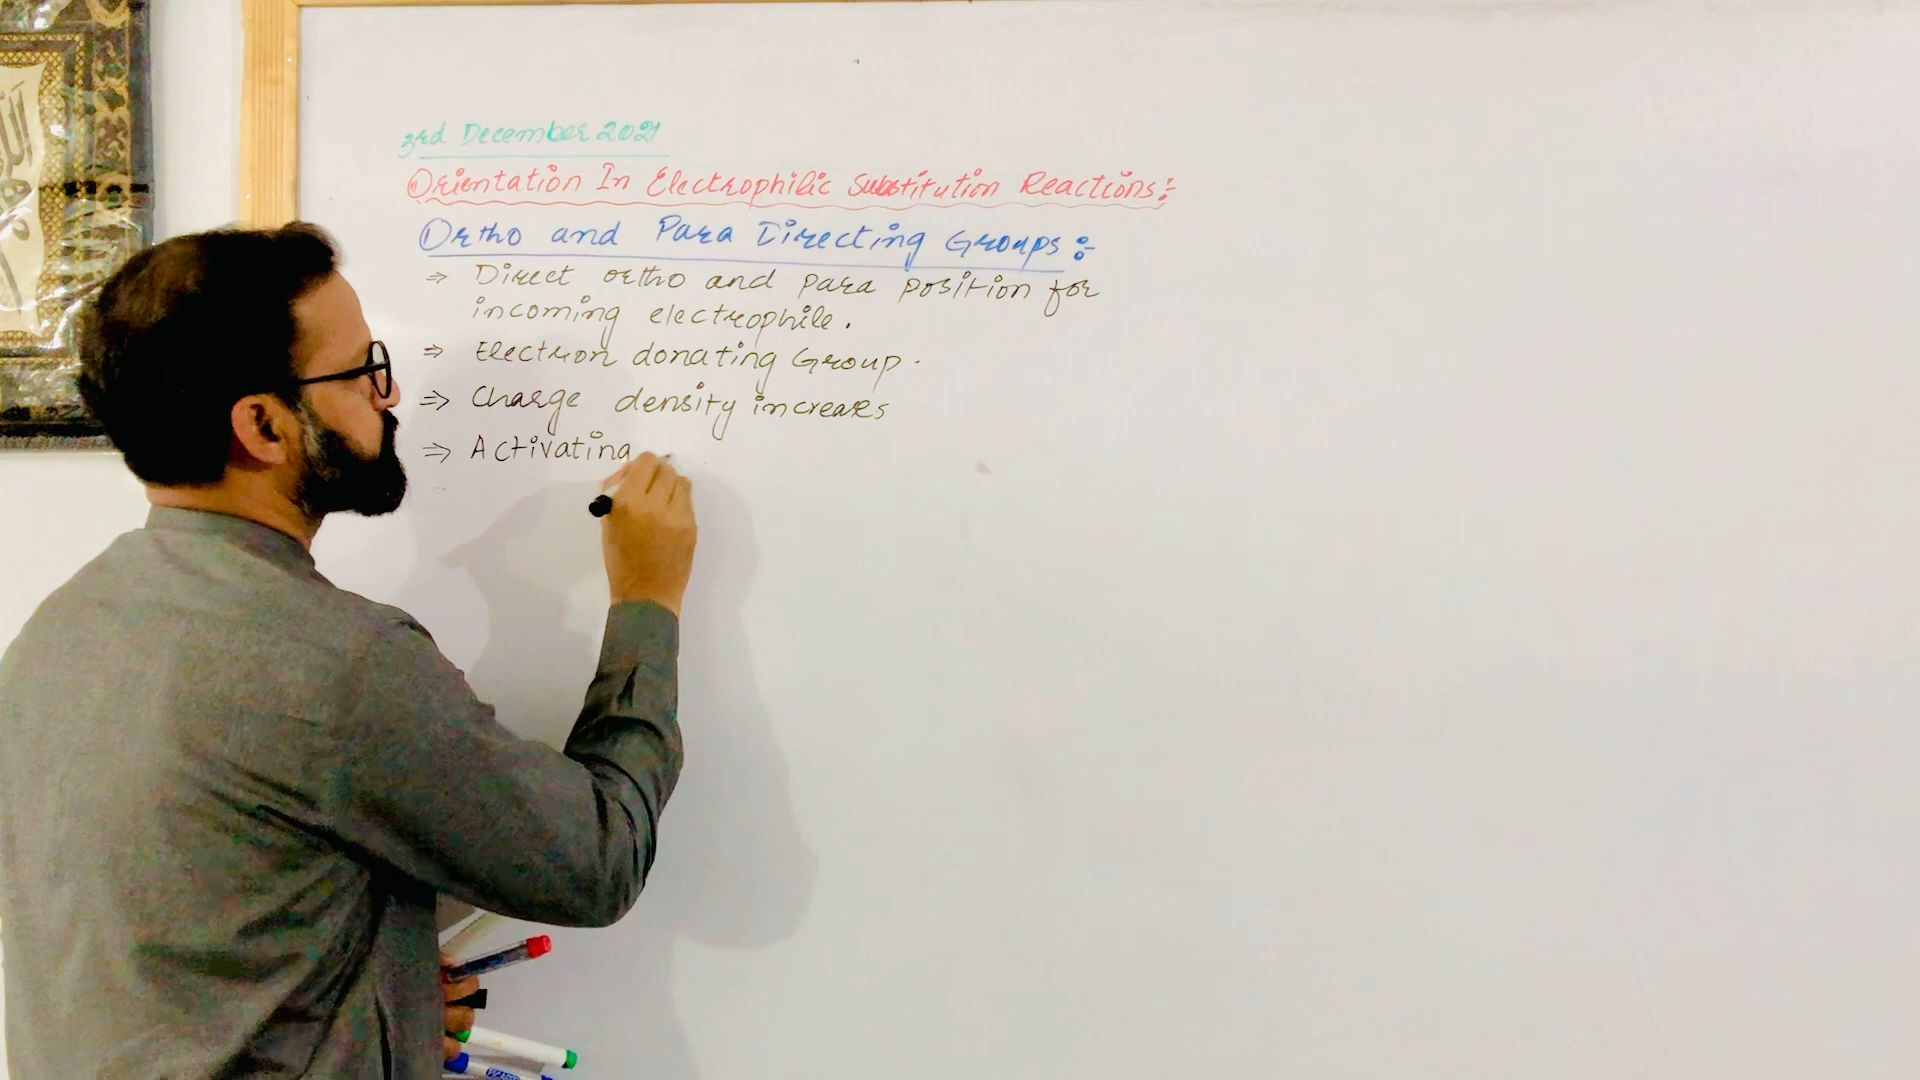 3rd December 2021
Orientation In Electrophilic Substitution Reactions:-
Ortho and Para Directing Groups:-
⇒ Direct ortho and para position for
incoming electrophile.
⇒ Electron donating Group.
⇒ Charge density increases
⇒ Activating